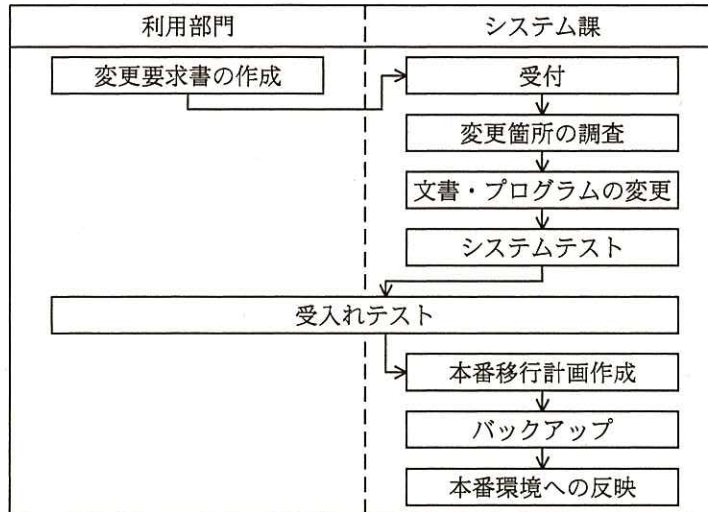 利用部門
システム課
変更要求書の作成
受付
変更箇所の調査
文書・プログラムの変更
システムテスト
受入れテスト
本番移行計画作成
バックアップ
本番環境への反映